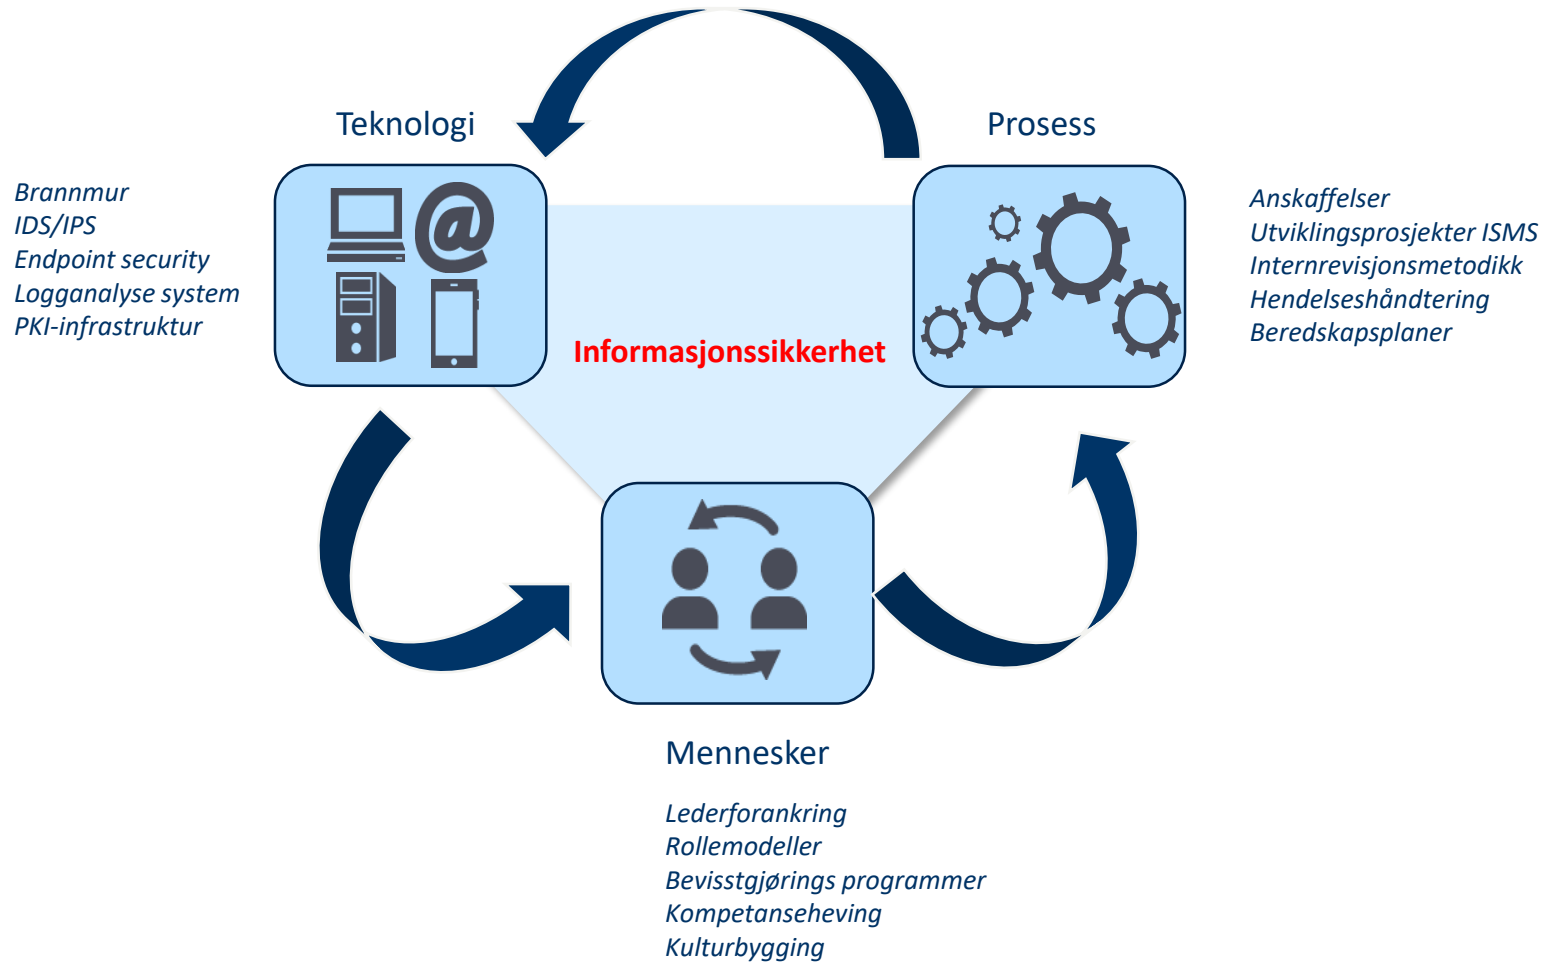 Teknologi
Prosess
Brannmur
IDS/IPS
Endpoint security
Logganalyse system
PKI-infrastruktur
Anskaffelser
Utviklingsprosjekter ISMS
Internrevisjonsmetodikk
Hendelseshåndtering
Beredskapsplaner
@
Informasjonssikkerhet
Mennesker
Lederforankring
Rollemodeller
Bevisstgjørings programmer
Kompetanseheving
Kulturbygging